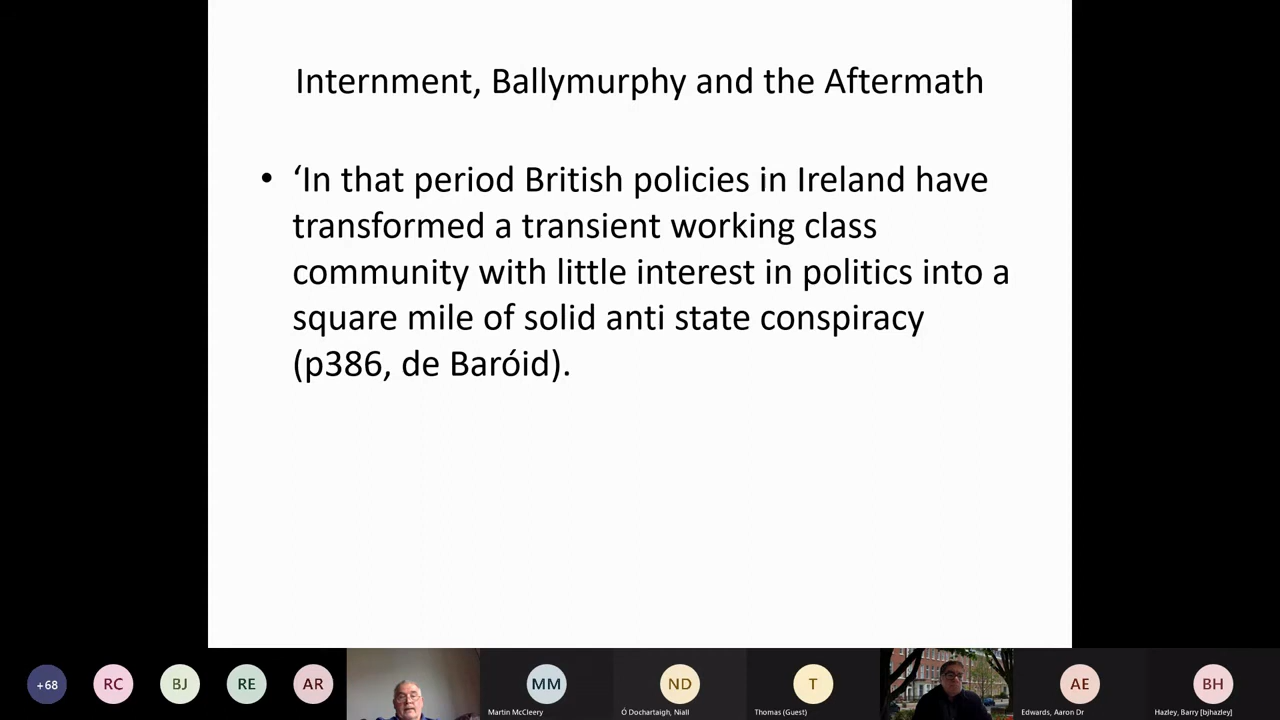 Internment, Ballymurphy and the Aftermath
• ‘In that period British policies in Ireland have
transformed a transient working class
community with little interest in politics into a
square mile of solid anti state conspiracy
(p386, de Baróid).
+68
RC
BJ
RE
AR
MM
ND
T
AE
BH
Martin McCleery
Ó Dochartaigh, Niall
Thomas (Guest)
Edwards, Aaron Dr
Hazley, Barry [bjhazley]